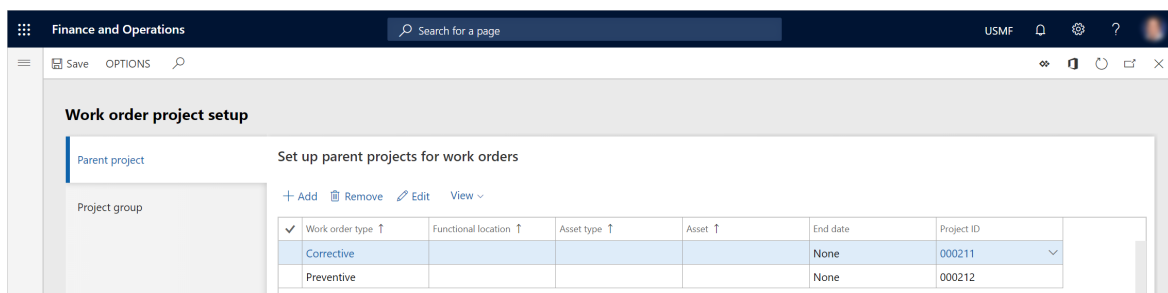 Finance and Operations Search for a page USMF ?
Save OPTIONS
Work order project setup
Parent project
Set up parent projects for work orders
+ Add Remove Edit View
Project group
Work order type ↑ Functional location ↑ Asset type ↑ Asset ↑ End date Project ID
Corrective None 000211
Preventive None 000212